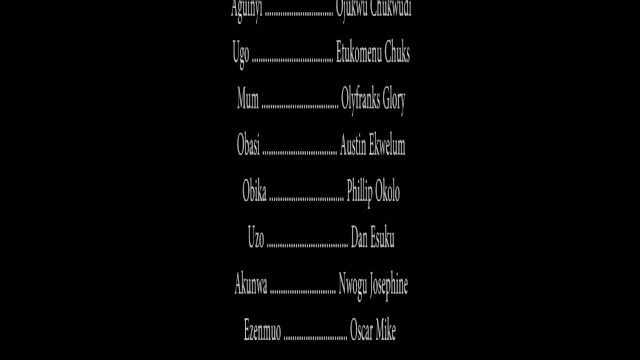 Aguinyi ............................ Ojukwu Chukwudi
Ugo ................................. Etukomenu Chuks
Mum ............................... Olyfranks Glory
Obasi .............................. Austin Ekwelum
Obika .............................. Phillip Okolo
Uzo ................................. Dan Esuku
Akunwa ........................... Nwogu Josephine
Ezenmuo .......................... Oscar Mike